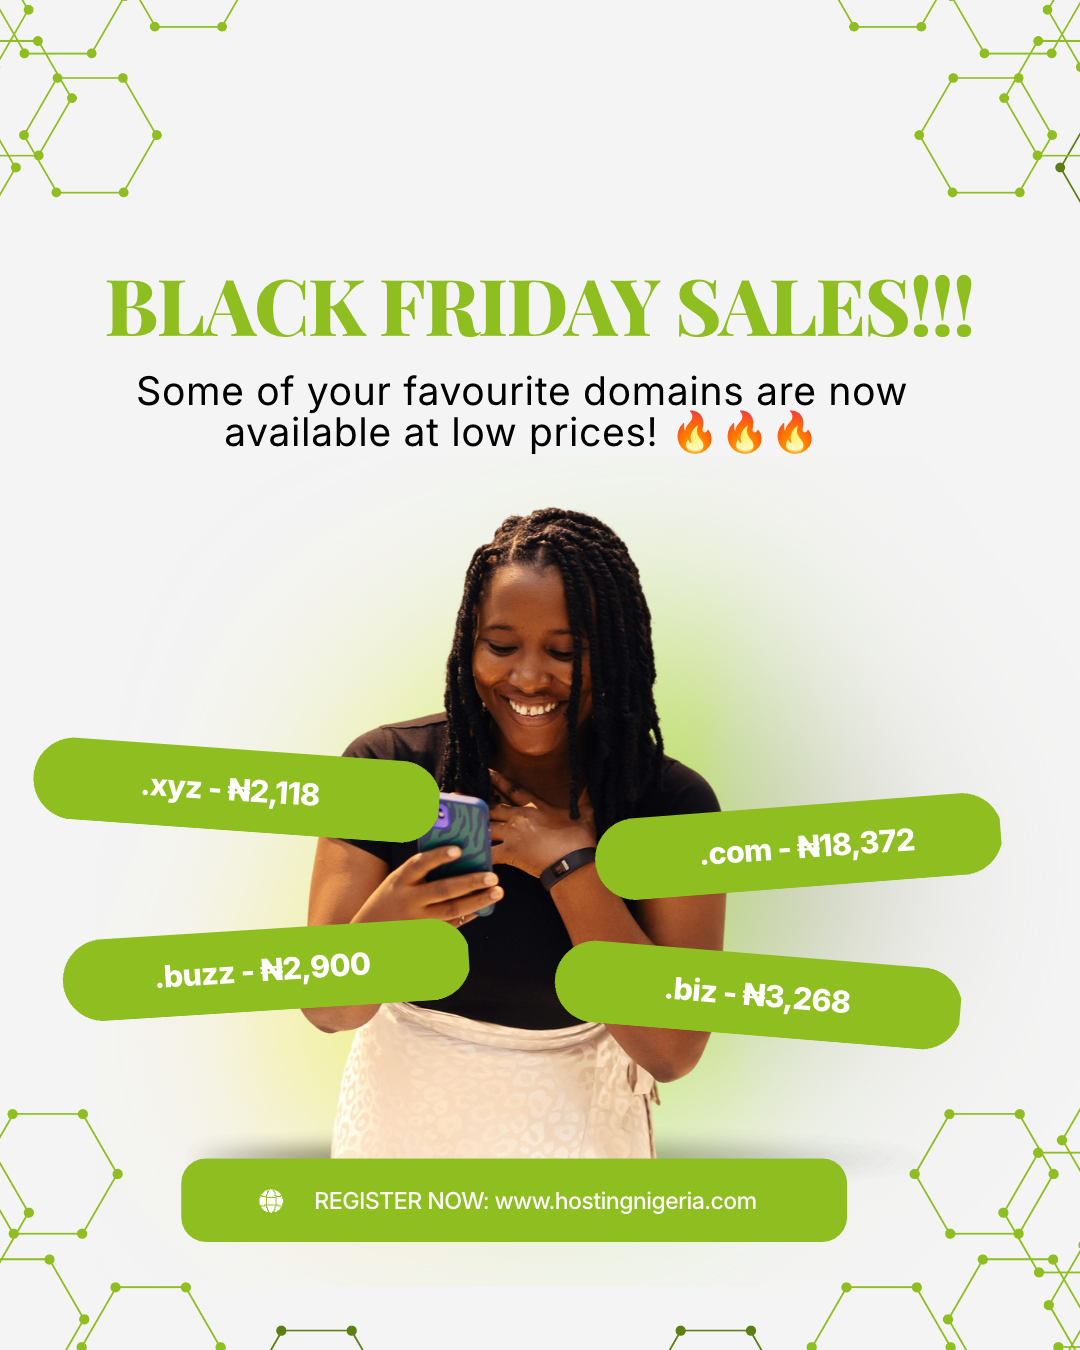 BLACK FRIDAY SALES!!!
Some of your favourite domains are now
available at low prices! 🔥🔥🔥
.xyz - ₦2,118
.com - ₦18,372
.buzz - ₦2,900
.biz - ₦3,268
REGISTER NOW: www.hostingnigeria.com